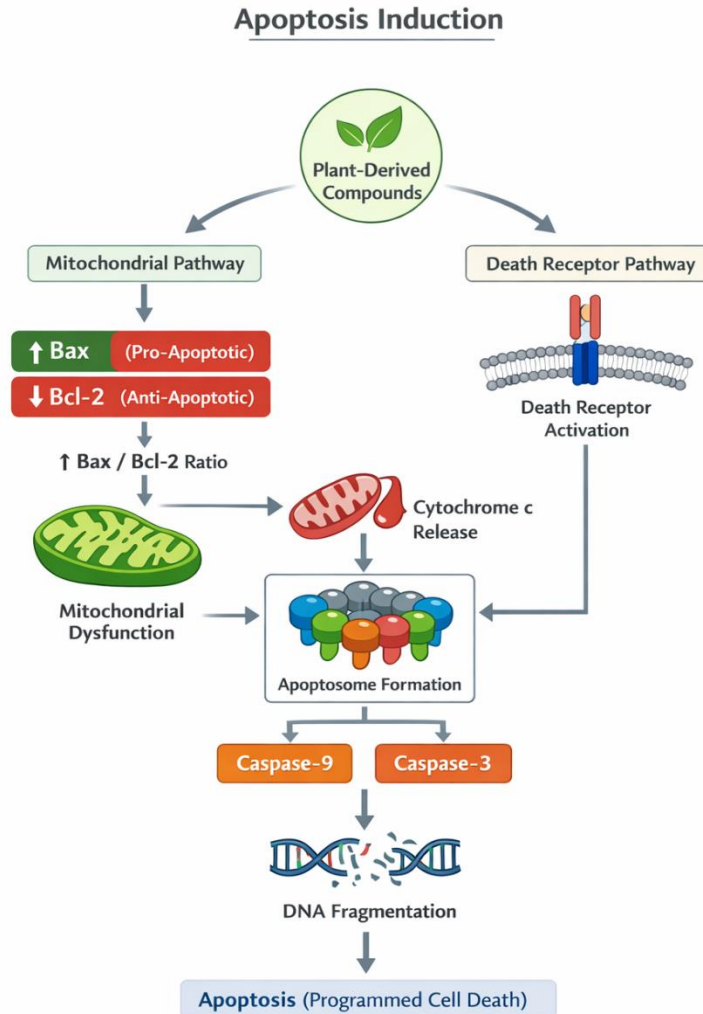 Apoptosis Induction
Plant-Derived
Compounds
Mitochondrial Pathway
Death Receptor Pathway
↑ Bax (Pro-Apoptotic)
↓ Bcl-2 (Anti-Apoptotic)
Death Receptor
Activation
↑ Bax / Bcl-2 Ratio
Cytochrome c
Release
Mitochondrial
Dysfunction
Apoptosome Formation
Caspase-9
Caspase-3
DNA Fragmentation
Apoptosis (Programmed Cell Death)